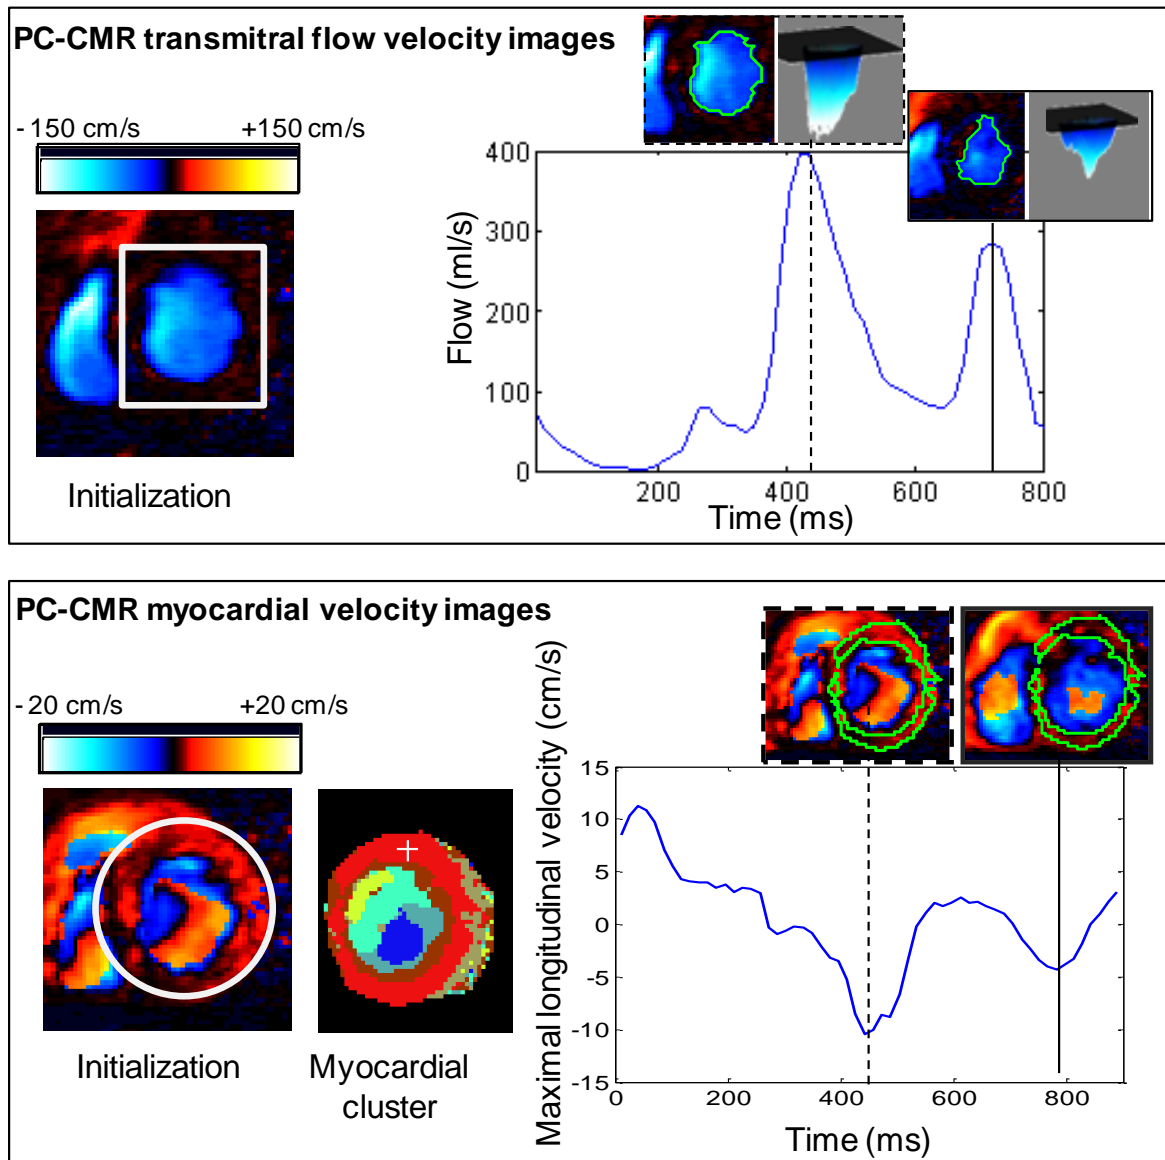 PC-CMR transmitral flow velocity images
- 150 cm/s +150 cm/s
Initialization
Flow (ml/s)
400
300
200
100
0
200 400 600 800
Time (ms)
PC-CMR myocardial velocity images
- 20 cm/s +20 cm/s
Initialization
Myocardial
cluster
Maximal longitudinal velocity (cm/s)
15
10
5
0
-5
-10
-15
0 200 400 600 800
Time (ms)